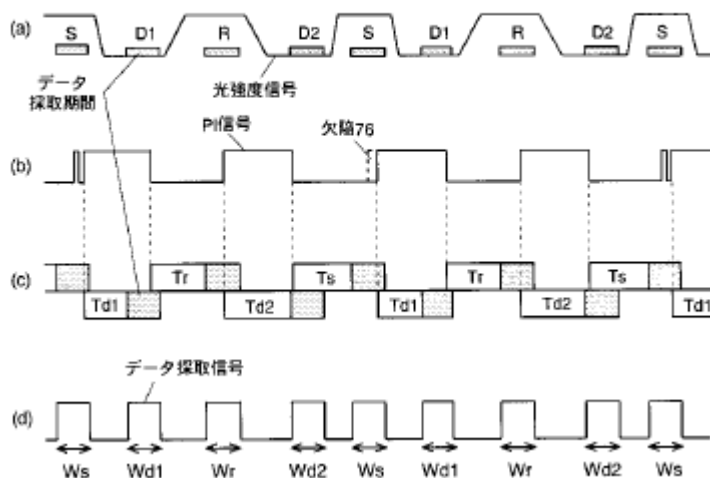 (a) S D1 R D2 S D1 R D2 S
データ
採取期間
光強度信号
PI信号
欠陥76
(b)
(c) Tr Ts Tr Ts
Td1 Td2 Td1 Td2 Td1
データ採取信号
(d)
Ws Wd1 Wr Wd2 Ws Wd1 Wr Wd2 Ws